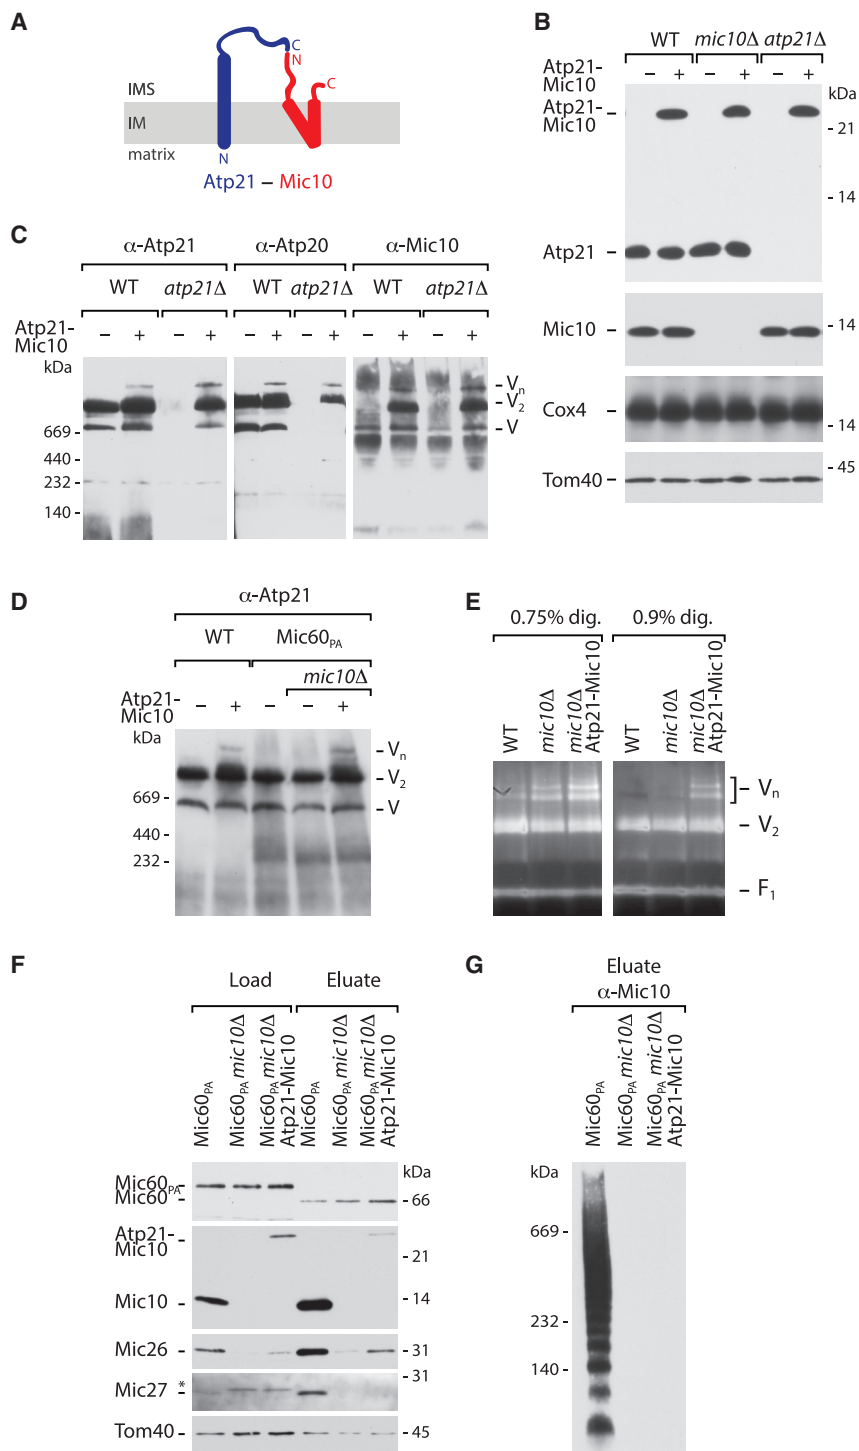 A
C
N
C
IMS
IM
matrix
N
Atp21 – Mic10
B
WT mic10Δ atp21Δ
Atp21-
Mic10
– + – + – +
kDa
Atp21-
Mic10
- 21
- 14
Atp21
Mic10
- 14
Cox4
- 14
- 45
Tom40
C
α-Atp21 α-Atp20 α-Mic10
WT atp21Δ WT atp21Δ WT atp21Δ
Atp21-
Mic10
– + – + – + – + – + – +
kDa
– Vn
– V2
– V
669 -
440 -
232 -
140 -
D
α-Atp21
WT Mic60PA
mic10Δ
Atp21-
Mic10
– + – – +
kDa
– Vn
– V2
– V
669 -
440 -
232 -
E
0.75% dig. 0.9% dig.
WT
mic10Δ
mic10Δ
Atp21-Mic10
WT
mic10Δ
mic10Δ
Atp21-Mic10
– Vn
– V2
– F1
F
Load Eluate
Mic60PA
Mic60PA mic10Δ
Mic60PA mic10Δ
Atp21-Mic10
Mic60PA
Mic60PA mic10Δ
Mic60PA mic10Δ
Atp21-Mic10
kDa
Mic60PA
Mic60
- 66
Atp21-
Mic10
- 21
Mic10
- 14
Mic26
- 31
- 31
*
Mic27
Tom40
- 45
G
Eluate
α-Mic10
Mic60PA
Mic60PA mic10Δ
Mic60PA mic10Δ
Atp21-Mic10
kDa
669 -
232 -
140 -